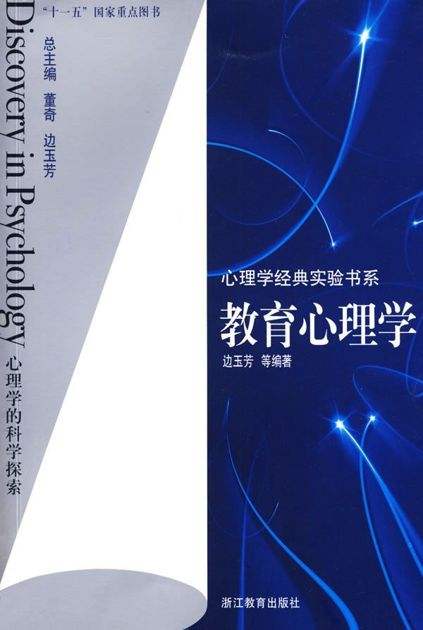 “十一五”国家重点图书
总主编 董奇 边玉芳
Discovery in Psychology
心理学的科学探索
心理学经典实验书系
教育心理学
边玉芳 等编著
浙江教育出版社